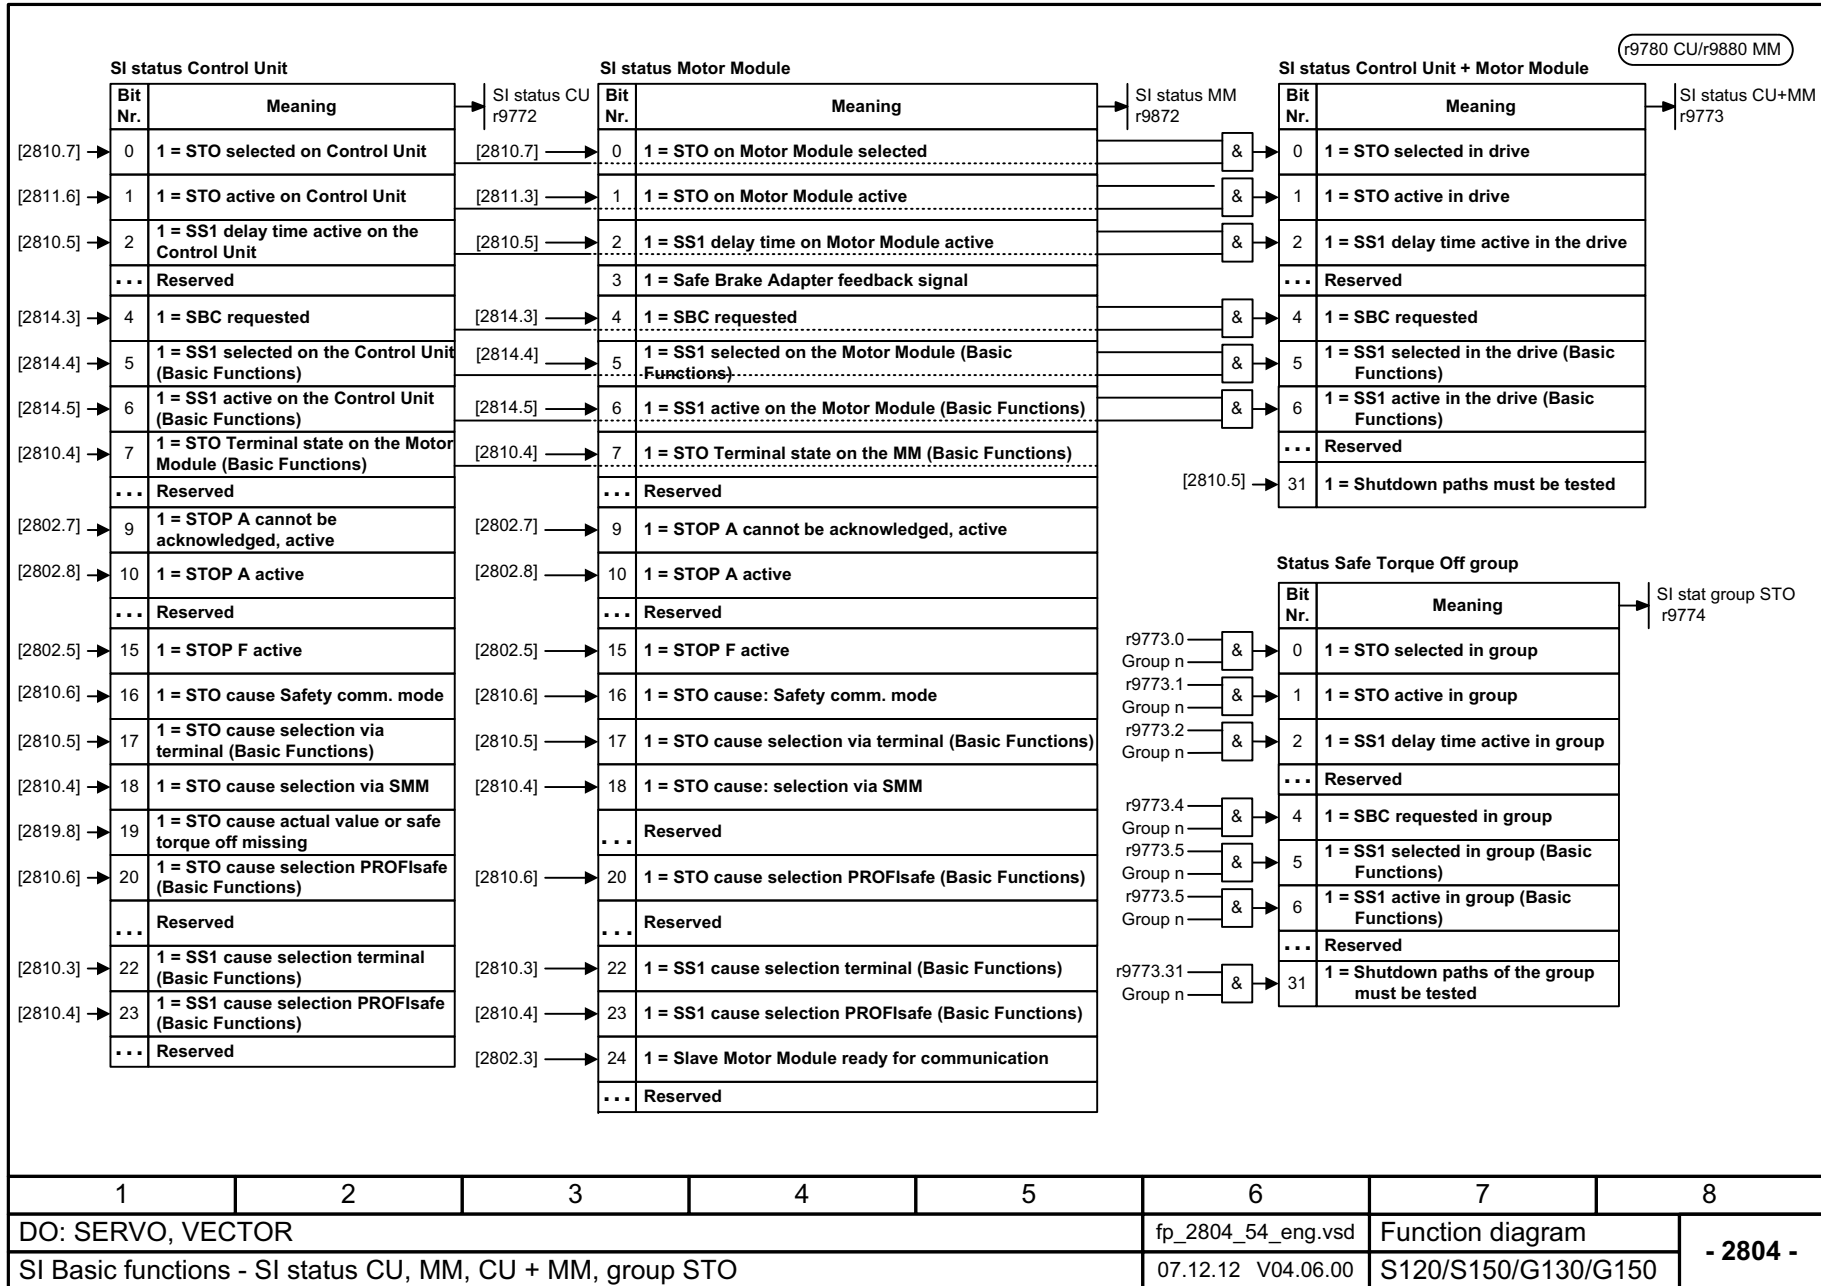 r9780 CU/r9880 MM
SI status Control Unit
Bit Nr. Meaning
SI status CU
r9772
[2810.7] 0 1 = STO selected on Control Unit
[2811.6] 1 1 = STO active on Control Unit
[2810.5] 2 1 = SS1 delay time active on the
Control Unit
... Reserved
[2814.3] 4 1 = SBC requested
[2814.4] 5 1 = SS1 selected on the Control Unit
(Basic Functions)
[2814.5] 6 1 = SS1 active on the Control Unit
(Basic Functions)
[2810.4] 7 1 = STO Terminal state on the Motor
Module (Basic Functions)
... Reserved
[2802.7] 9 1 = STOP A cannot be
acknowledged, active
[2802.8] 10 1 = STOP A active
... Reserved
[2802.5] 15 1 = STOP F active
[2810.6] 16 1 = STO cause Safety comm. mode
[2810.5] 17 1 = STO cause selection via
terminal (Basic Functions)
[2810.4] 18 1 = STO cause selection via SMM
[2819.8] 19 1 = STO cause actual value or safe
torque off missing
[2810.6] 20 1 = STO cause selection PROFIsafe
(Basic Functions)
... Reserved
[2810.3] 22 1 = SS1 cause selection terminal
(Basic Functions)
[2810.4] 23 1 = SS1 cause selection PROFIsafe
(Basic Functions)
... Reserved
SI status Motor Module
Bit Nr. Meaning
SI status MM
r9872
[2810.7] 0 1 = STO on Motor Module selected
[2811.3] 1 1 = STO on Motor Module active
[2810.5] 2 1 = SS1 delay time on Motor Module active
3 1 = Safe Brake Adapter feedback signal
[2814.3] 4 1 = SBC requested
[2814.4] 5 1 = SS1 selected on the Motor Module (Basic
Functions)
[2814.5] 6 1 = SS1 active on the Motor Module (Basic Functions)
[2810.4] 7 1 = STO Terminal state on the MM (Basic Functions)
... Reserved
[2802.7] 9 1 = STOP A cannot be acknowledged, active
[2802.8] 10 1 = STOP A active
... Reserved
[2802.5] 15 1 = STOP F active
[2810.6] 16 1 = STO cause: Safety comm. mode
[2810.5] 17 1 = STO cause selection via terminal (Basic Functions)
[2810.4] 18 1 = STO cause: selection via SMM
... Reserved
[2810.6] 20 1 = STO cause selection PROFIsafe (Basic Functions)
... Reserved
[2810.3] 22 1 = SS1 cause selection terminal (Basic Functions)
[2810.4] 23 1 = SS1 cause selection PROFIsafe (Basic Functions)
[2802.3] 24 1 = Slave Motor Module ready for communication
... Reserved
SI status Control Unit + Motor Module
Bit Nr. Meaning
SI status CU+MM
r9773
& 0 1 = STO selected in drive
& 1 1 = STO active in drive
& 2 1 = SS1 delay time active in the drive
... Reserved
& 4 1 = SBC requested
& 5 1 = SS1 selected in the drive (Basic
Functions)
& 6 1 = SS1 active in the drive (Basic
Functions)
... Reserved
[2810.5] 31 1 = Shutdown paths must be tested
Status Safe Torque Off group
Bit Nr. Meaning
SI stat group STO
r9774
r9773.0
Group n & 0 1 = STO selected in group
r9773.1
Group n & 1 1 = STO active in group
r9773.2
Group n & 2 1 = SS1 delay time active in group
... Reserved
r9773.4
Group n & 4 1 = SBC requested in group
r9773.5
Group n & 5 1 = SS1 selected in group (Basic
Functions)
r9773.5
Group n & 6 1 = SS1 active in group (Basic
Functions)
... Reserved
r9773.31
Group n & 31 1 = Shutdown paths of the group
must be tested
1 2 3 4 5 6 7 8
DO: SERVO, VECTOR fp_2804_54_eng.vsd Function diagram
- 2804 -
SI Basic functions - SI status CU, MM, CU + MM, group STO 07.12.12 V04.06.00 S120/S150/G130/G150